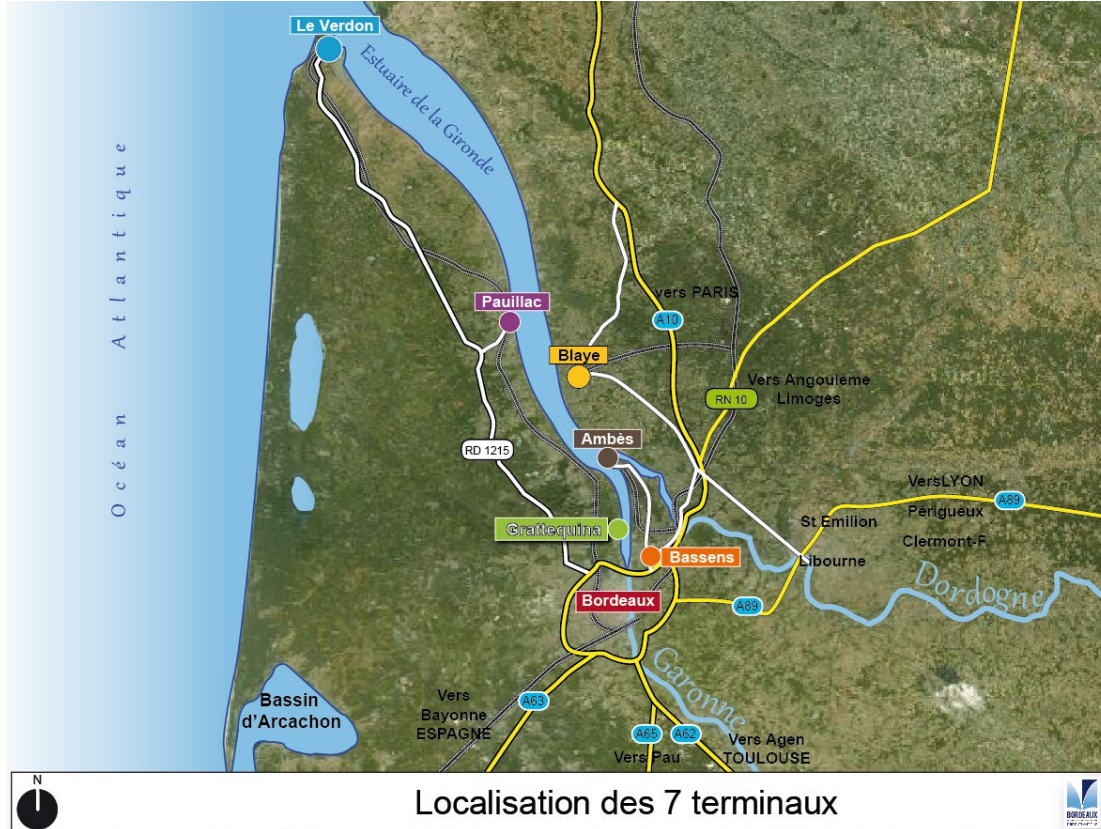 Le Verdon
Estuaire de la Gironde
Océan Atlantique
Pauillac
vers PARIS
A10
Blaye
Vers Angoulème
Limoges
RN 10
Ambès
RD 1215
VersLYON
Périgueux
A89
Clermont-F.
St Emilion
Libourne
Grattequina
Bassens
Dordogne
Bordeaux
A89
Garonne
Bassin
d'Arcachon
Vers
Bayonne
ESPAGNE
A63
A65
A62
Vers Pau
Vers Agen
TOULOUSE
N
Localisation des 7 terminaux
BORDEAUX